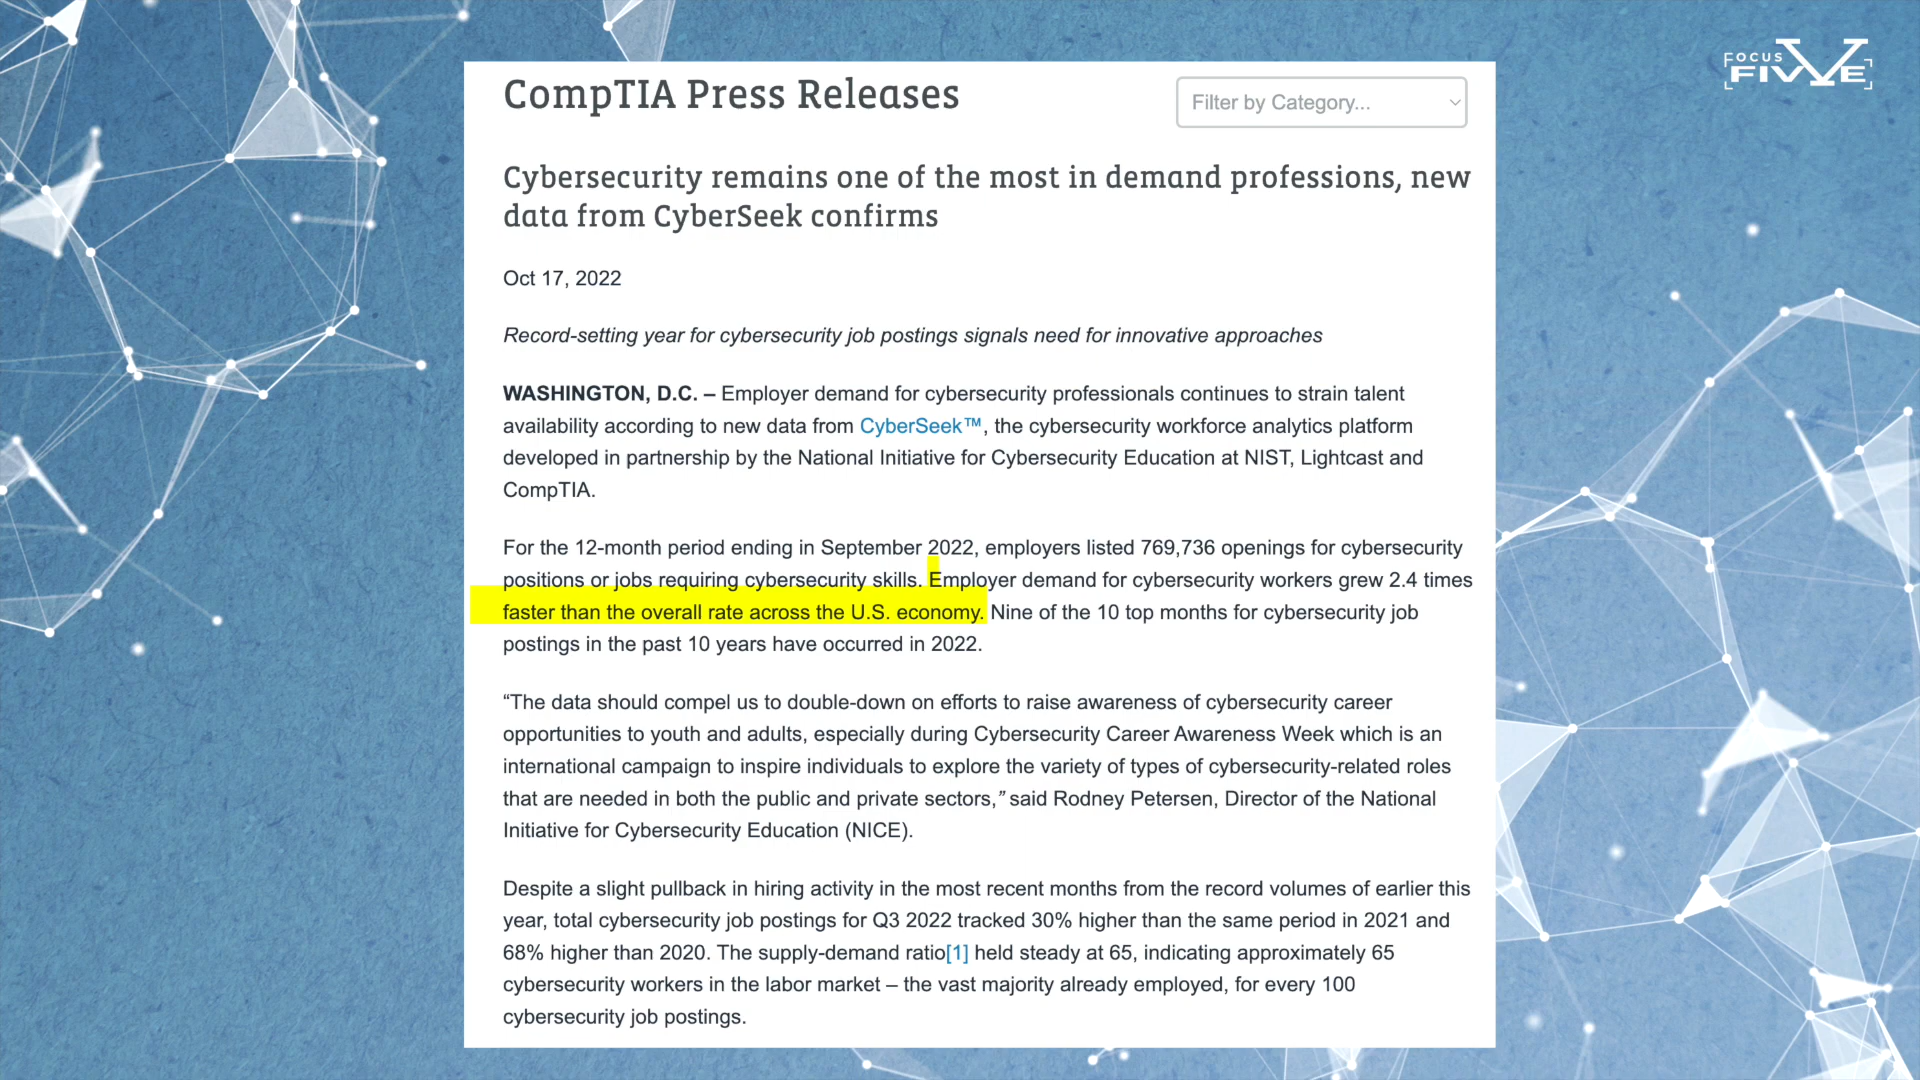 FOCUS
FIVVE
CompTIA Press Releases
Filter by Category...
Cybersecurity remains one of the most in demand professions, new
data from CyberSeek confirms
Oct 17, 2022
Record-setting year for cybersecurity job postings signals need for innovative approaches
WASHINGTON, D.C. – Employer demand for cybersecurity professionals continues to strain talent
availability according to new data from CyberSeek™, the cybersecurity workforce analytics platform
developed in partnership by the National Initiative for Cybersecurity Education at NIST, Lightcast and
CompTIA.
For the 12-month period ending in September 2022, employers listed 769,736 openings for cybersecurity
positions or jobs requiring cybersecurity skills. Employer demand for cybersecurity workers grew 2.4 times
faster than the overall rate across the U.S. economy. Nine of the 10 top months for cybersecurity job
postings in the past 10 years have occurred in 2022.
“The data should compel us to double-down on efforts to raise awareness of cybersecurity career
opportunities to youth and adults, especially during Cybersecurity Career Awareness Week which is an
international campaign to inspire individuals to explore the variety of types of cybersecurity-related roles
that are needed in both the public and private sectors,” said Rodney Petersen, Director of the National
Initiative for Cybersecurity Education (NICE).
Despite a slight pullback in hiring activity in the most recent months from the record volumes of earlier this
year, total cybersecurity job postings for Q3 2022 tracked 30% higher than the same period in 2021 and
68% higher than 2020. The supply-demand ratio[1] held steady at 65, indicating approximately 65
cybersecurity workers in the labor market – the vast majority already employed, for every 100
cybersecurity job postings.